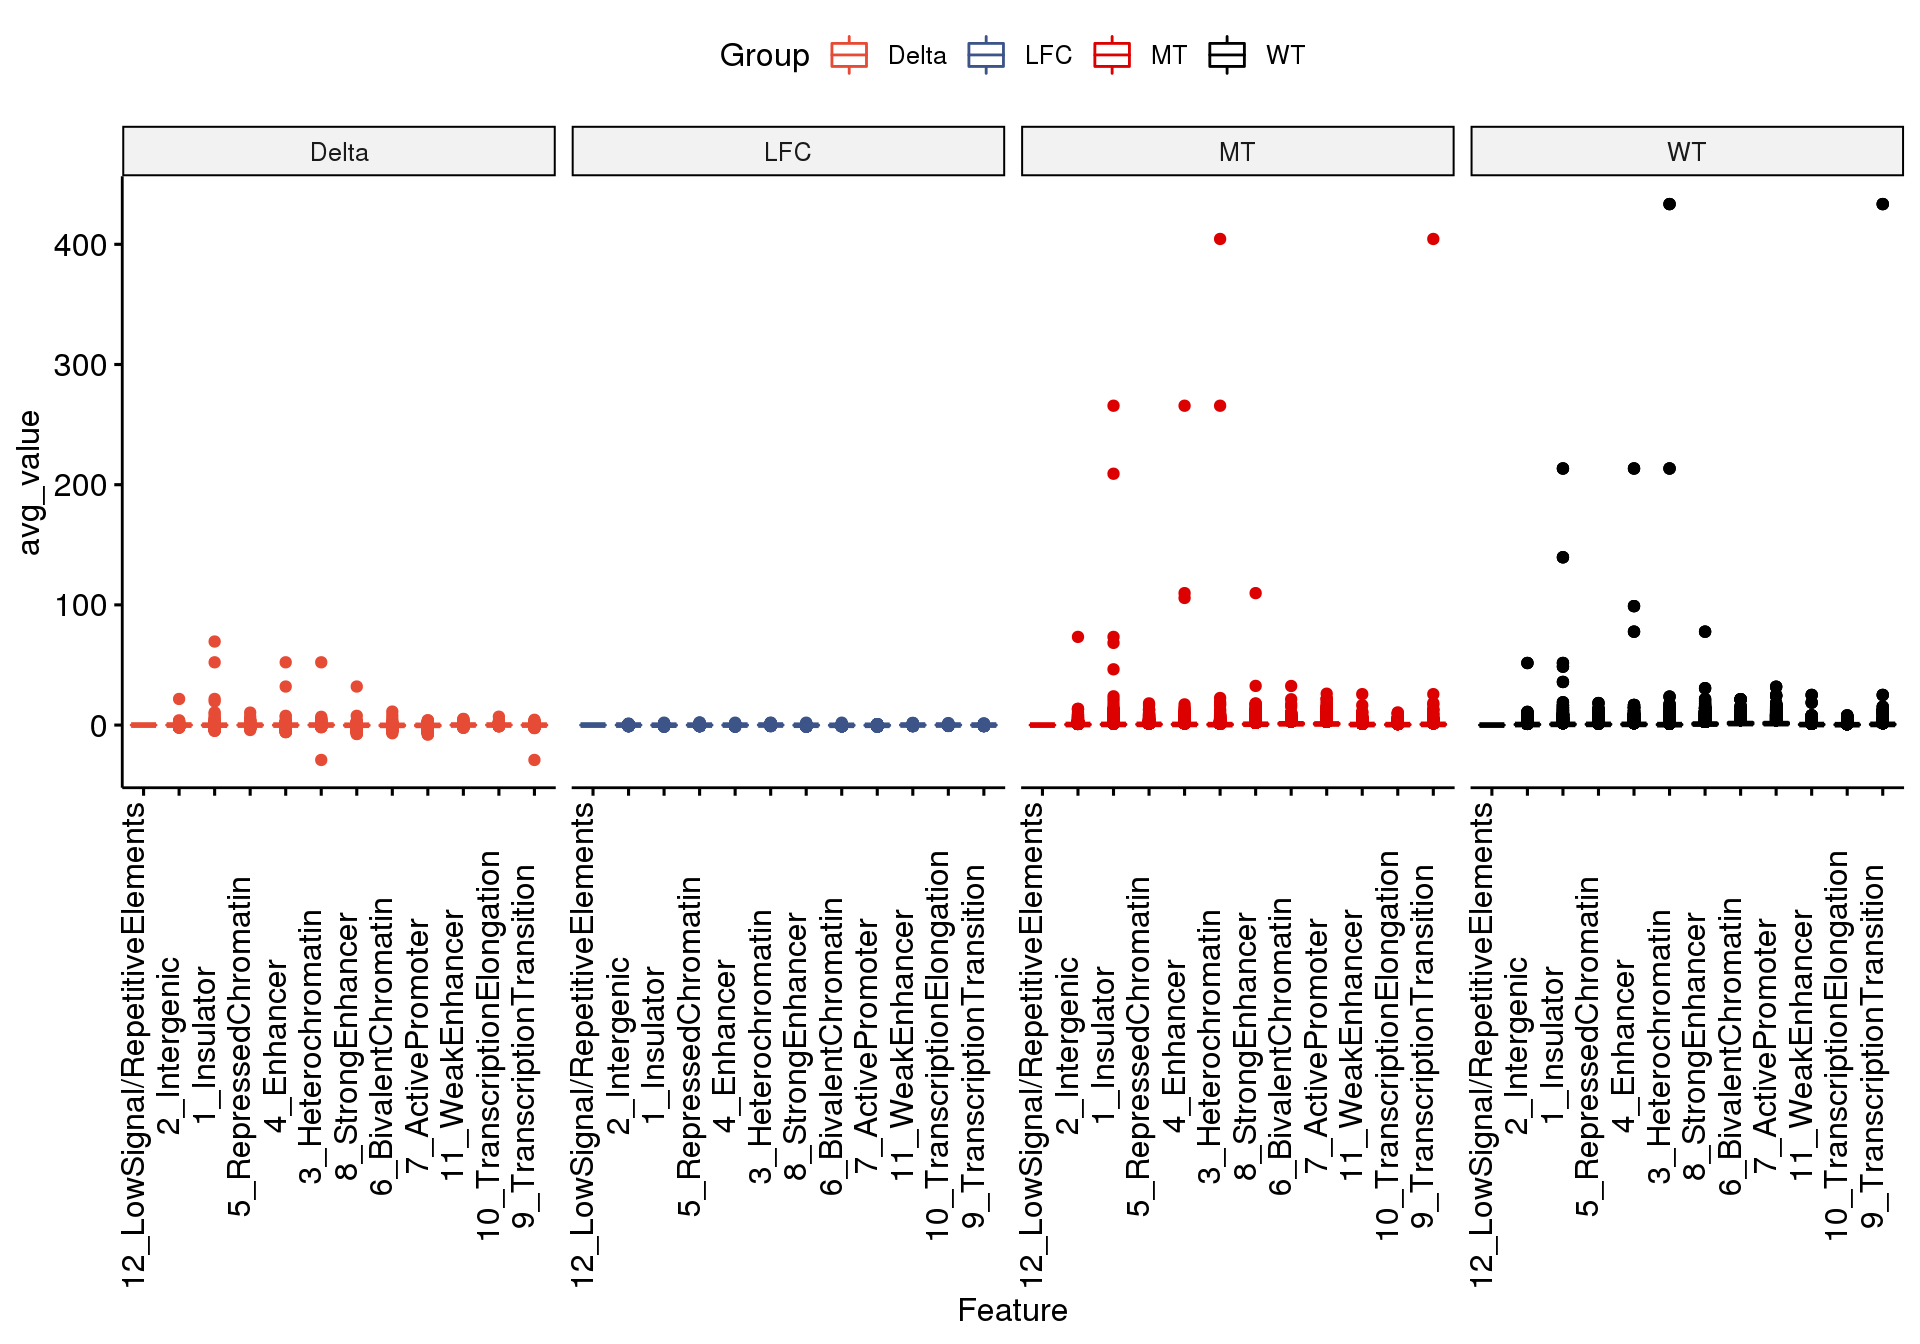 Group Delta LFC MT WT
Delta LFC MT WT
avg_value
400
300
200
100
0
12_LowSignal/RepetitiveElements
2_Intergenic
1_Insulator
5_RepressedChromatin
4_Enhancer
3_Heterochromatin
8_StrongEnhancer
6_BivalentChromatin
7_ActivePromoter
11_WeakEnhancer
10_TranscriptionElongation
9_TranscriptionTransition
12_LowSignal/RepetitiveElements
2_Intergenic
1_Insulator
5_RepressedChromatin
4_Enhancer
3_Heterochromatin
8_StrongEnhancer
6_BivalentChromatin
7_ActivePromoter
11_WeakEnhancer
10_TranscriptionElongation
9_TranscriptionTransition
12_LowSignal/RepetitiveElements
2_Intergenic
1_Insulator
5_RepressedChromatin
4_Enhancer
3_Heterochromatin
8_StrongEnhancer
6_BivalentChromatin
7_ActivePromoter
11_WeakEnhancer
10_TranscriptionElongation
9_TranscriptionTransition
12_LowSignal/RepetitiveElements
2_Intergenic
1_Insulator
5_RepressedChromatin
4_Enhancer
3_Heterochromatin
8_StrongEnhancer
6_BivalentChromatin
7_ActivePromoter
11_WeakEnhancer
10_TranscriptionElongation
9_TranscriptionTransition
Feature